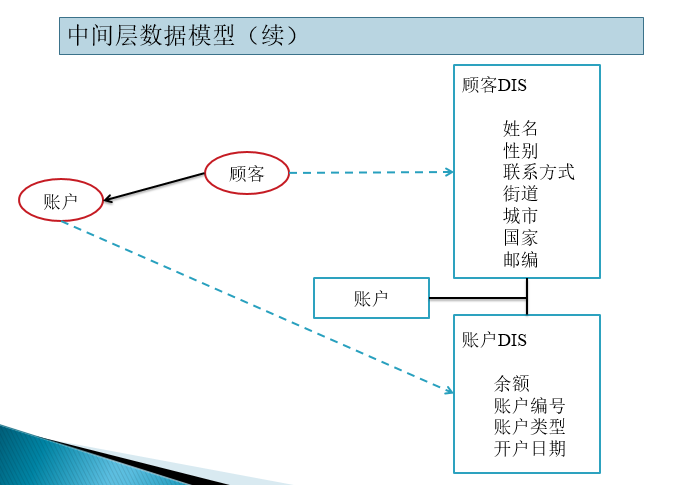 中间层数据模型（续）
顾客DIS
姓名
性别
联系方式
街道
城市
国家
邮编
顾客
账户
账户
账户DIS
余额
账户编号
账户类型
开户日期